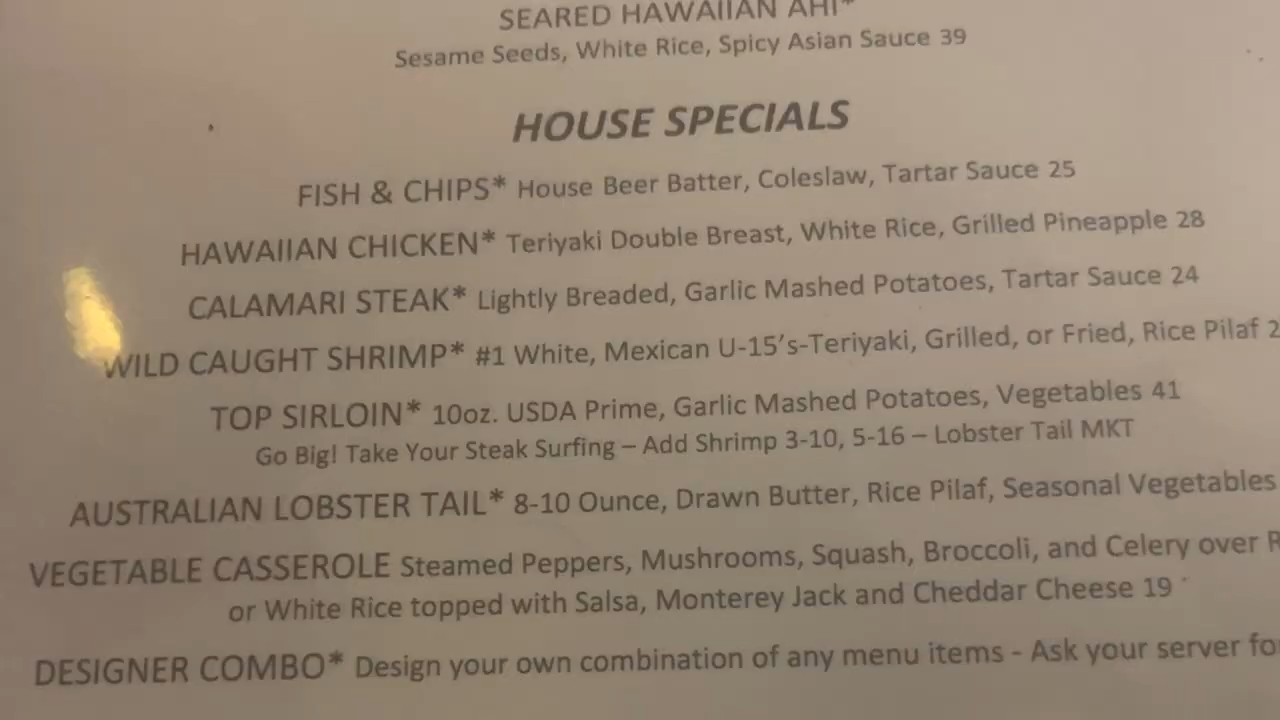 SEARED HAWAIIAN AHI*
Sesame Seeds, White Rice, Spicy Asian Sauce 39
HOUSE SPECIALS
FISH & CHIPS* House Beer Batter, Coleslaw, Tartar Sauce 25
HAWAIIAN CHICKEN* Teriyaki Double Breast, White Rice, Grilled Pineapple 28
CALAMARI STEAK* Lightly Breaded, Garlic Mashed Potatoes, Tartar Sauce 24
WILD CAUGHT SHRIMP* #1 White, Mexican U-15’s-Teriyaki, Grilled, or Fried, Rice Pilaf
TOP SIRLOIN* 10oz. USDA Prime, Garlic Mashed Potatoes, Vegetables 41
Go Big! Take Your Steak Surfing – Add Shrimp 3-10, 5-16 – Lobster Tail MKT
AUSTRALIAN LOBSTER TAIL* 8-10 Ounce, Drawn Butter, Rice Pilaf, Seasonal Vegetables
VEGETABLE CASSEROLE Steamed Peppers, Mushrooms, Squash, Broccoli, and Celery over
or White Rice topped with Salsa, Monterey Jack and Cheddar Cheese 19
DESIGNER COMBO* Design your own combination of any menu items - Ask your server